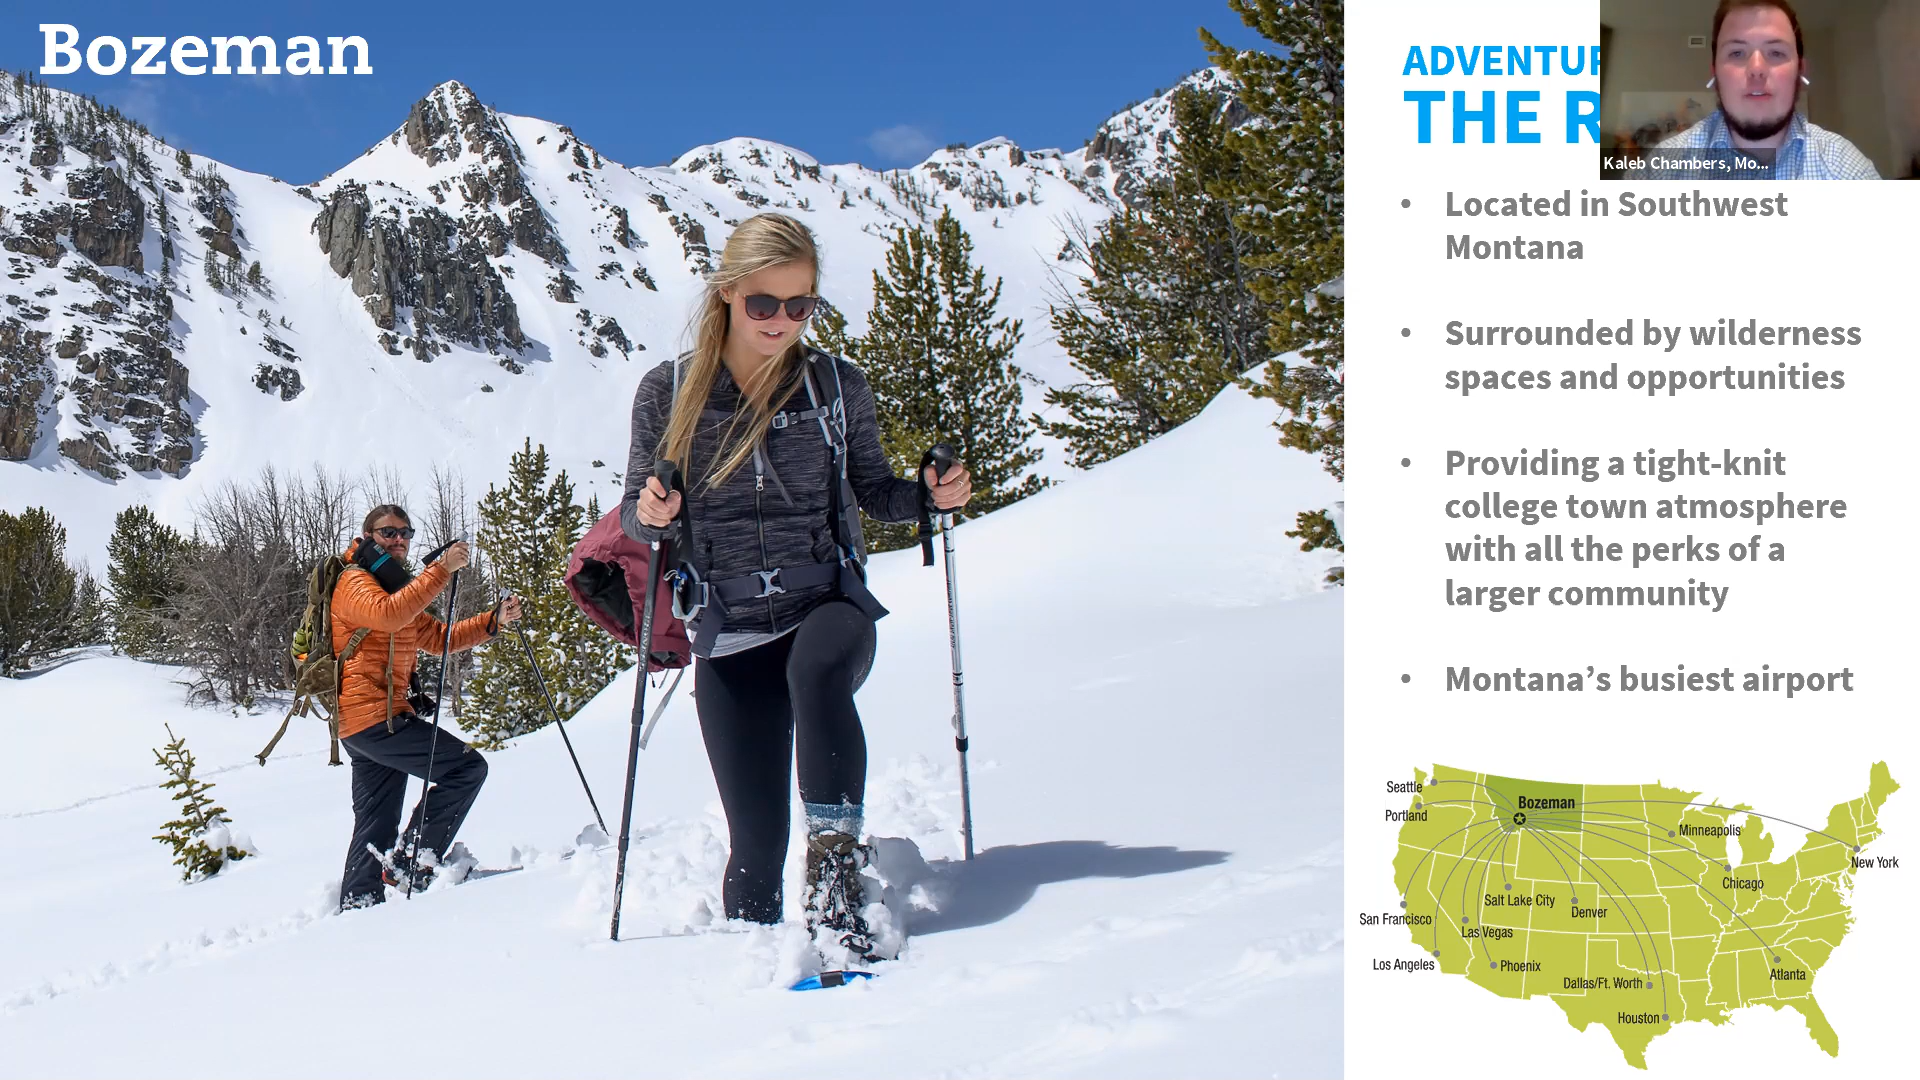 Bozeman
THE
Kaleb Chambers, Mo...
• Located in Southwest
Montana
• Surrounded by wilderness
spaces and opportunities
• Providing a tight-knit
college town atmosphere
with all the perks of a
larger community
• Montana’s busiest airport
Seattle
Portland
Bozeman
Minneapolis
New York
Chicago
Salt Lake City
Denver
San Francisco
Las Vegas
Los Angeles
Phoenix
Atlanta
Dallas/Ft. Worth
Houston